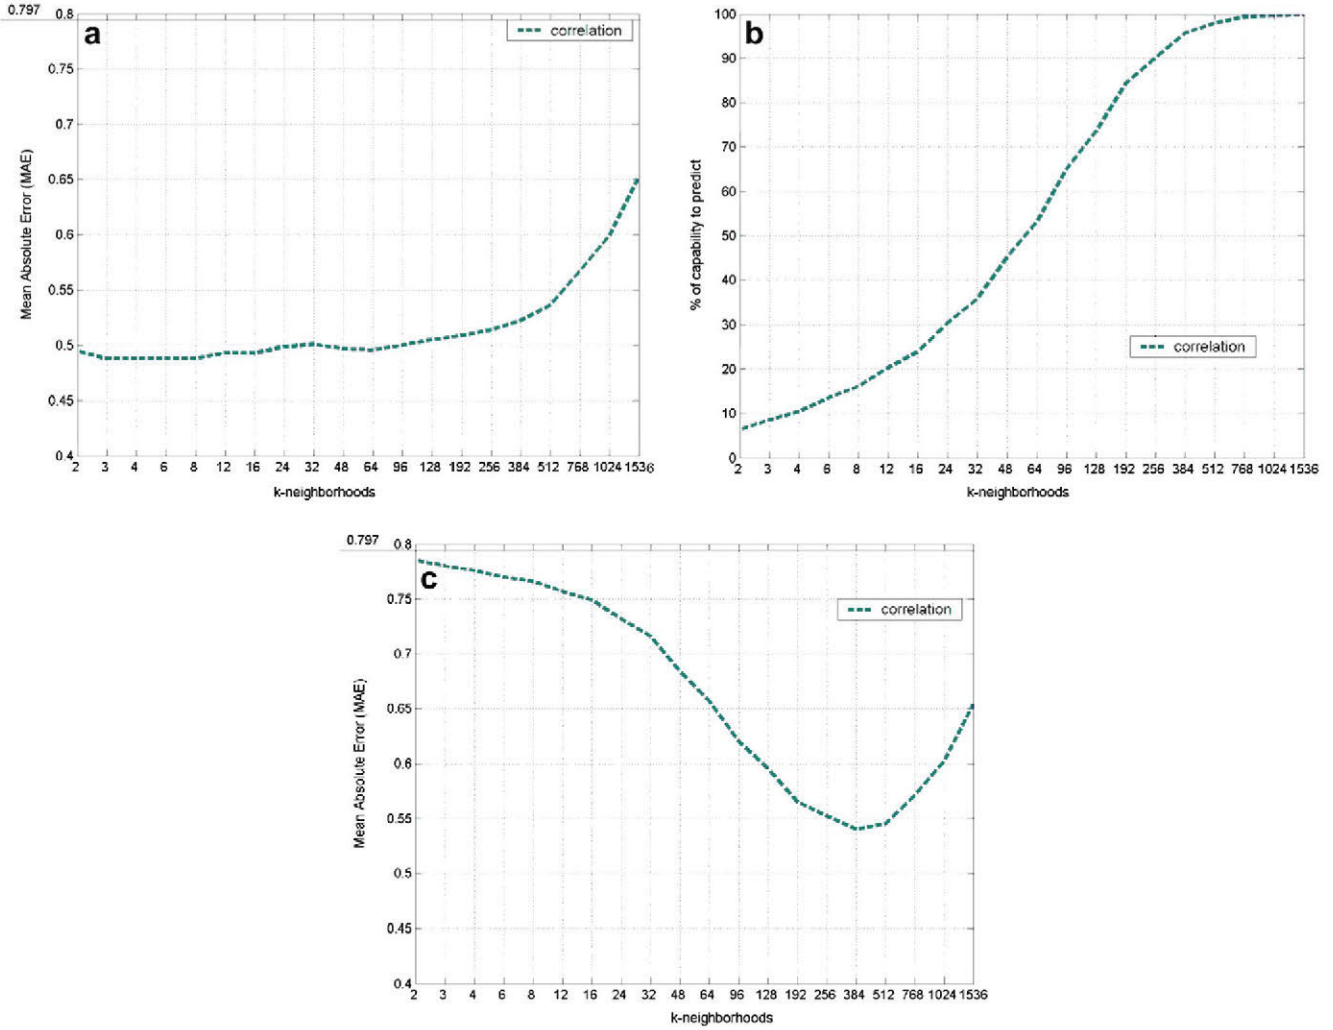 0.797
a
correlation
0.8
0.75
0.7
0.65
0.6
0.55
0.5
0.45
0.4
Mean Absolute Error (MAE)
2 3 4 6 8 12 16 24 32 48 64 96 128 192 256 384 512 768 1024 1536
k-neighborhoods
b
100
90
80
70
60
50
40
30
20
10
0
% of capability to predict
correlation
2 3 4 6 8 12 16 24 32 48 64 96 128 192 256 384 512 768 1024 1536
k-neighborhoods
0.797
c
correlation
0.8
0.75
0.7
0.65
0.6
0.55
0.5
0.45
0.4
Mean Absolute Error (MAE)
2 3 4 6 8 12 16 24 32 48 64 96 128 192 256 384 512 768 1024 1536
k-neighborhoods